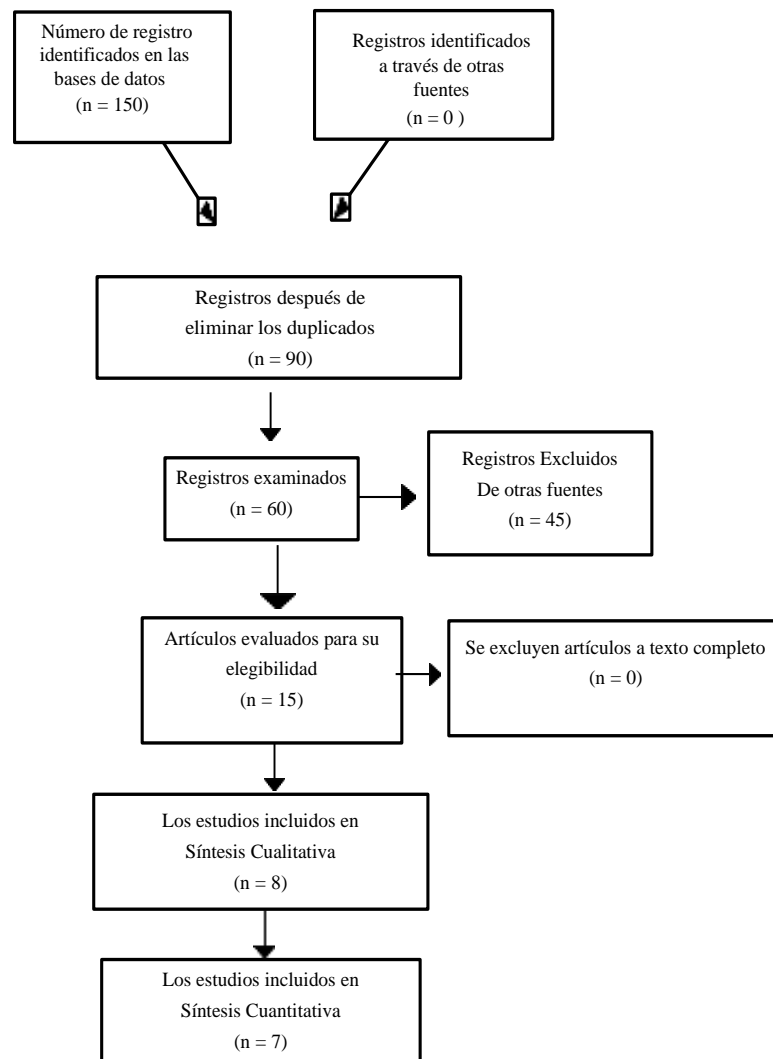 Número de registro
identificados en las
bases de datos
(n = 150)
Registros identificados
a través de otras
fuentes
(n = 0 )
Registros después de
eliminar los duplicados
(n = 90)
Registros examinados
(n = 60)
Registros Excluidos
De otras fuentes
(n = 45)
Artículos evaluados para su
elegibilidad
(n = 15)
Se excluyen artículos a texto completo
(n = 0)
Los estudios incluidos en
Síntesis Cualitativa
(n = 8)
Los estudios incluidos en
Síntesis Cuantitativa
(n = 7)